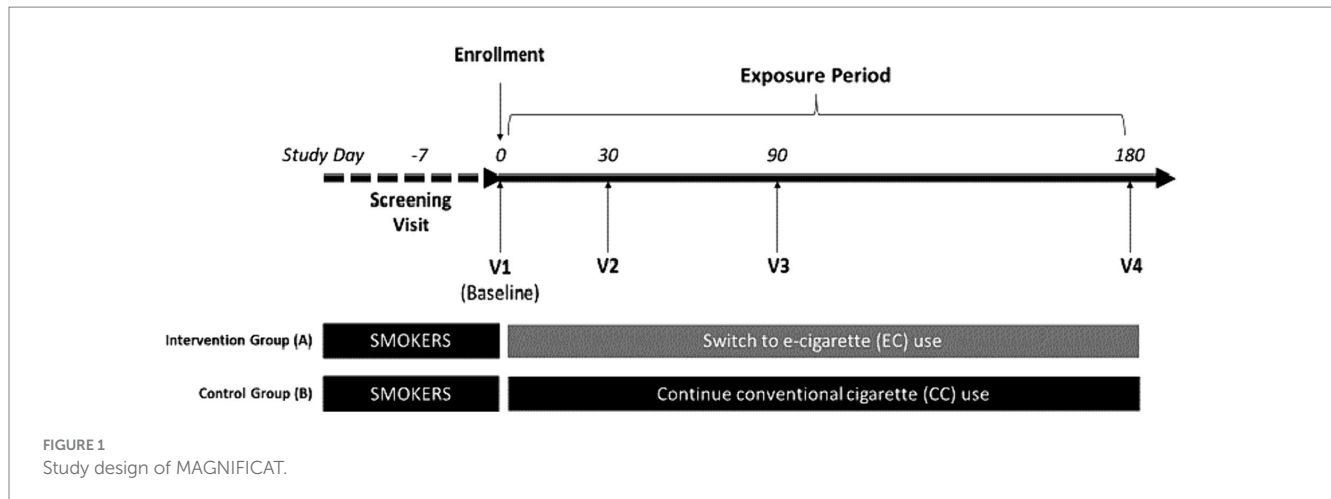 Enrollment
Exposure Period
Study Day -7 0 30 90 180
Screening
Visit
V1 V2 V3 V4
(Baseline)
Intervention Group (A) SMOKERS Switch to e-cigarette (EC) use
Control Group (B) SMOKERS Continue conventional cigarette (CC) use
FIGURE 1
Study design of MAGNIFICAT.